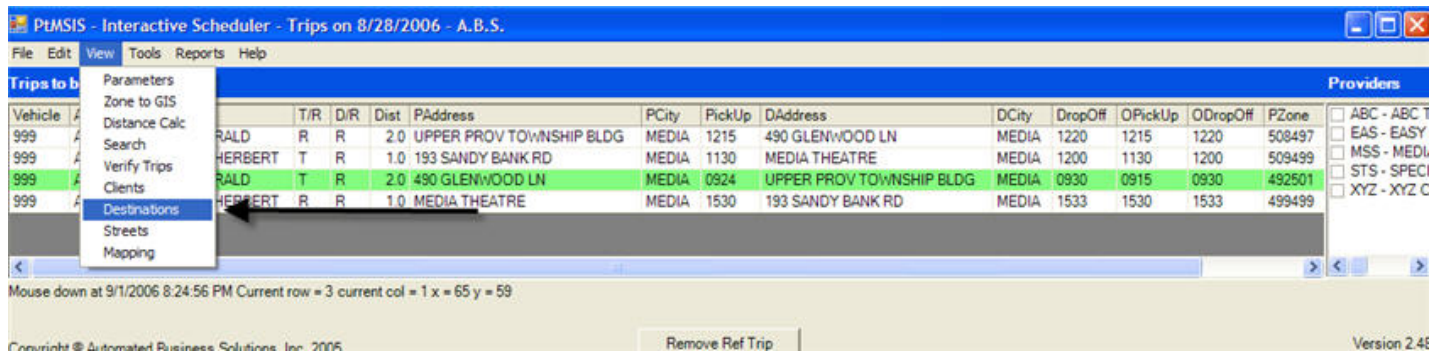 PtMSIS - Interactive Scheduler - Trips on 8/28/2006 - A.B.S.
File Edit View Tools Reports Help
Trips to b
Providers
Parameters
Zone to GIS
Distance Calc
Search
Verify Trips
Clients
Destinations
Streets
Mapping
Vehicle A T/R D/R Dist PAddress PCity PickUp DAddress DCity DropOff OPickUp ODropOff PZone
999 A RALD R R 2.0 UPPER PROV TOWNSHIP BLDG MEDIA 1215 490 GLENWOOD LN MEDIA 1220 1215 1220 508497
999 A HERBERT T R 1.0 193 SANDY BANK RD MEDIA 1130 MEDIA THEATRE MEDIA 1200 1130 1200 509499
999 A RALD T R 2.0 490 GLENWOOD LN MEDIA 0924 UPPER PROV TOWNSHIP BLDG MEDIA 0930 0915 0930 492501
999 A HERBERT R R 1.0 MEDIA THEATRE MEDIA 1530 193 SANDY BANK RD MEDIA 1533 1530 1533 499499
ABC - ABC T
EAS - EASY
MSS - MEDIA
STS - SPECI
XYZ - XYZ C
Mouse down at 9/1/2006 8:24:56 PM Current row = 3 current col = 1 x = 65 y = 59
Remove Ref Trip
Copyright © Automated Business Solutions, Inc. 2005
Version 2.48